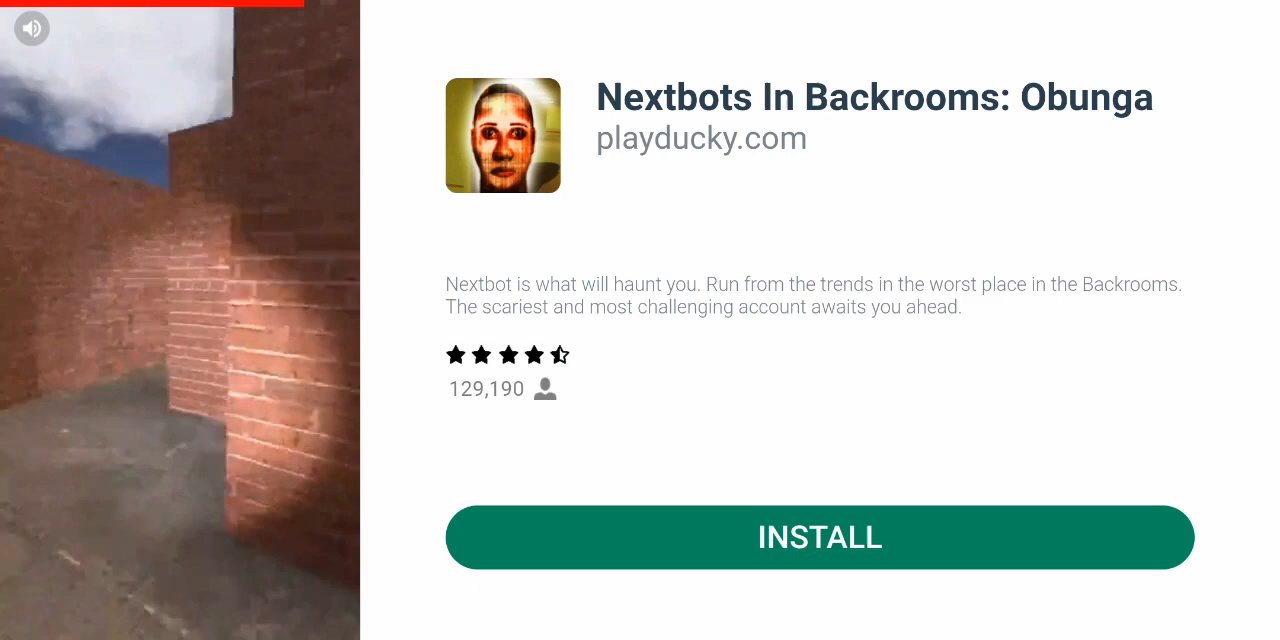 Nextbots In Backrooms: Obunga
playducky.com
Nextbot is what will haunt you. Run from the trends in the worst place in the Backrooms.
The scariest and most challenging account awaits you ahead.
129,190
INSTALL